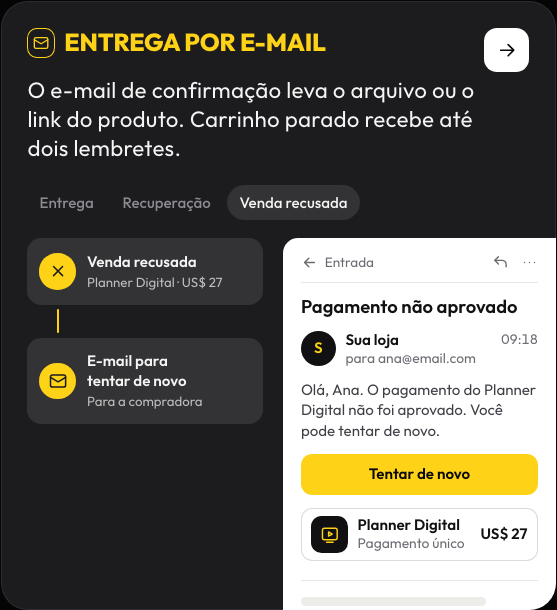 ENTREGA POR E-MAIL
O e-mail de confirmação leva o arquivo ou o
link do produto. Carrinho parado recebe até
dois lembretes.
Entrega
Recuperação
Venda recusada
Venda recusada
Planner Digital · US$ 27
E-mail para
tentar de novo
Para a compradora
Entrada
Pagamento não aprovado
S
Sua loja
09:18
para ana@email.com
Olá, Ana. O pagamento do Planner
Digital não foi aprovado. Você
pode tentar de novo.
Tentar de novo
Planner Digital
Pagamento único
US$ 27